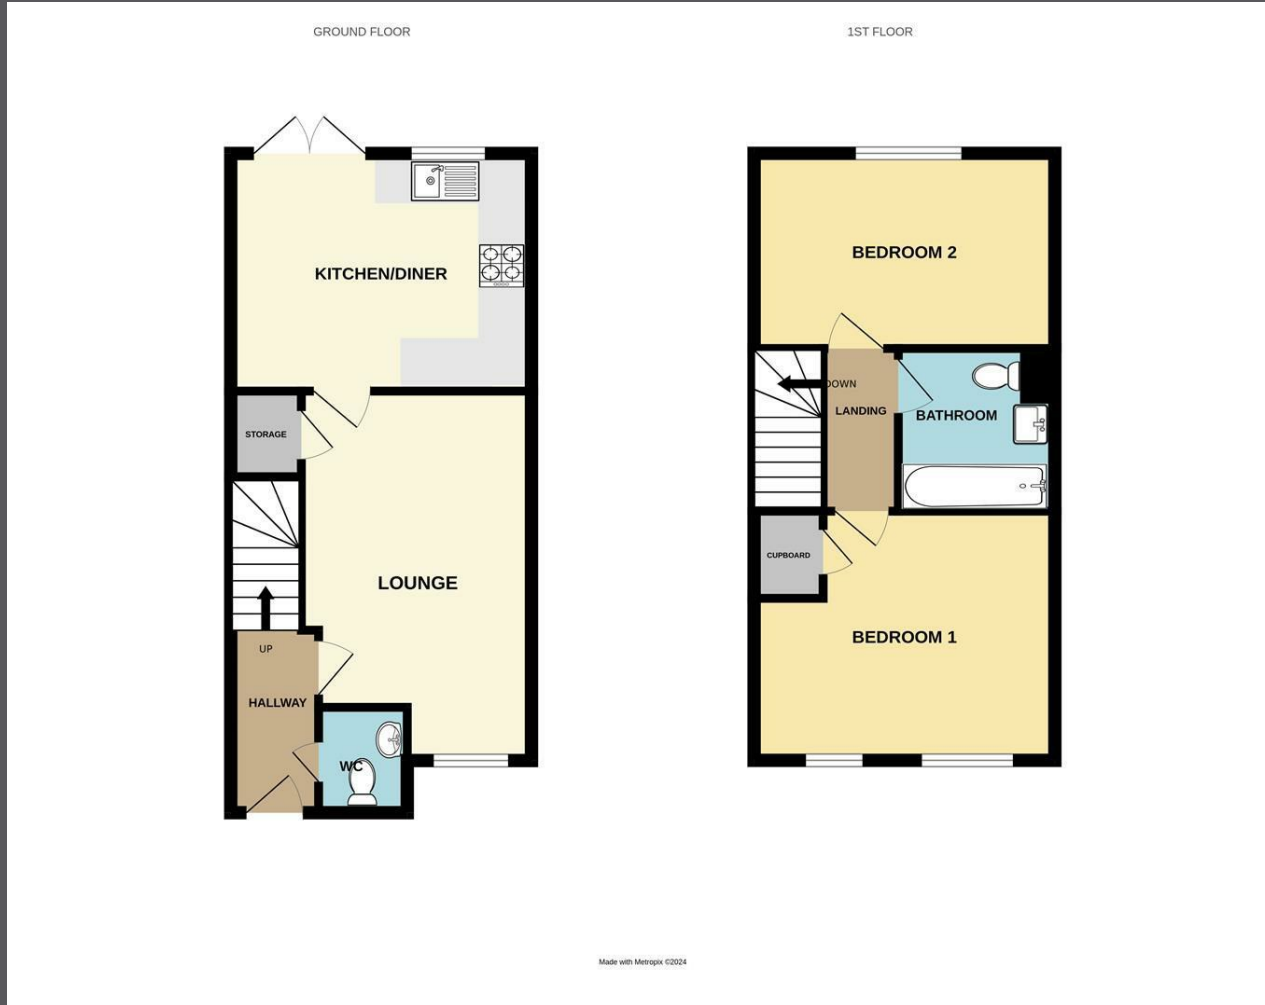 GROUND FLOOR
1ST FLOOR
KITCHEN/DINER
STORAGE
LOUNGE
UP
HALLWAY
WC
BEDROOM 2
DOWN
LANDING
BATHROOM
CUPBOARD
BEDROOM 1
Made with Metropix ©2024